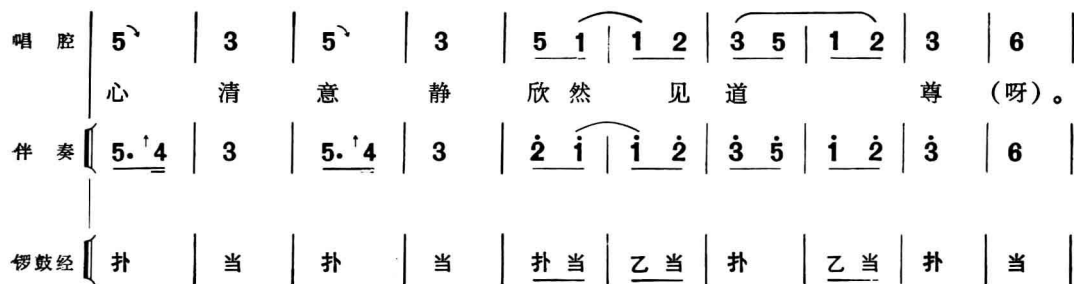 唱腔 5 | 3 | 5 | 3 | 5 1 | 1 2 | 3 5 | 1 2 | 3 | 6 |
心 清 意 静 欣 然 见 道 尊 (呀)。
伴奏 5. ↑4 | 3 | 5. ↑4 | 3 | 2̇ 1̇ | 1̇ 2̇ | 3̇ 5̇ | 1̇ 2̇ | 3̇ | 6 |
锣鼓经 扑 | 当 | 扑 | 当 | 扑 当 | 乙 当 | 扑 | 乙 当 | 扑 | 当 |